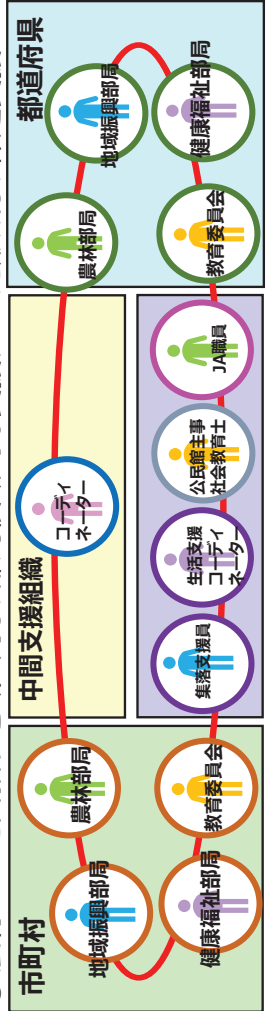 市町村
農林部局
地域振興部局
健康福祉部局
教育委員会
中間支援組織
コーディ
ネーター
集落支援員
生活支援
コーディ
ネーター
公民館主事
社会教育士
JA職員
都道府県
農林部局
地域振興部局
健康福祉部局
教育委員会